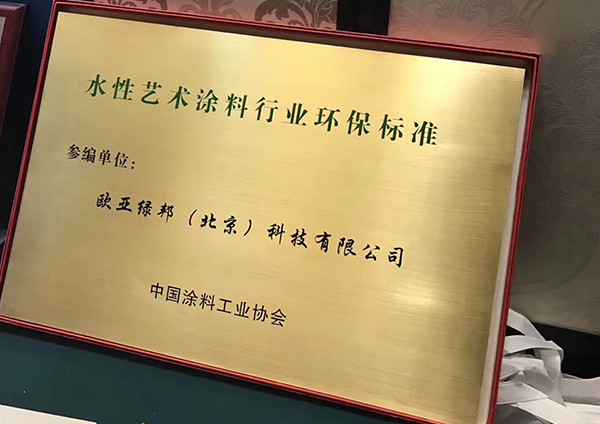 水性艺术涂料行业环保标准
参编单位：
欧亚绿邦（北京）科技有限公司
中国涂料工业协会